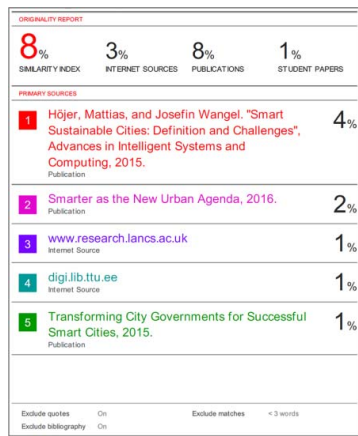 ORIGINALITY REPORT
8% 3% 8% 1%
SIMILARITY INDEX INTERNET SOURCES PUBLICATIONS STUDENT PAPERS
PRIMARY SOURCES
1 Höjer, Mattias, and Josefin Wangel. "Smart 4%
Sustainable Cities: Definition and Challenges",
Advances in Intelligent Systems and
Computing, 2015.
Publication
2 Smarter as the New Urban Agenda, 2016. 2%
Publication
3 www.research.lancs.ac.uk 1%
Internet Source
4 digi.lib.ttu.ee 1%
Internet Source
5 Transforming City Governments for Successful 1%
Smart Cities, 2015.
Publication
Exclude quotes On Exclude matches < 3 words
Exclude bibliography On